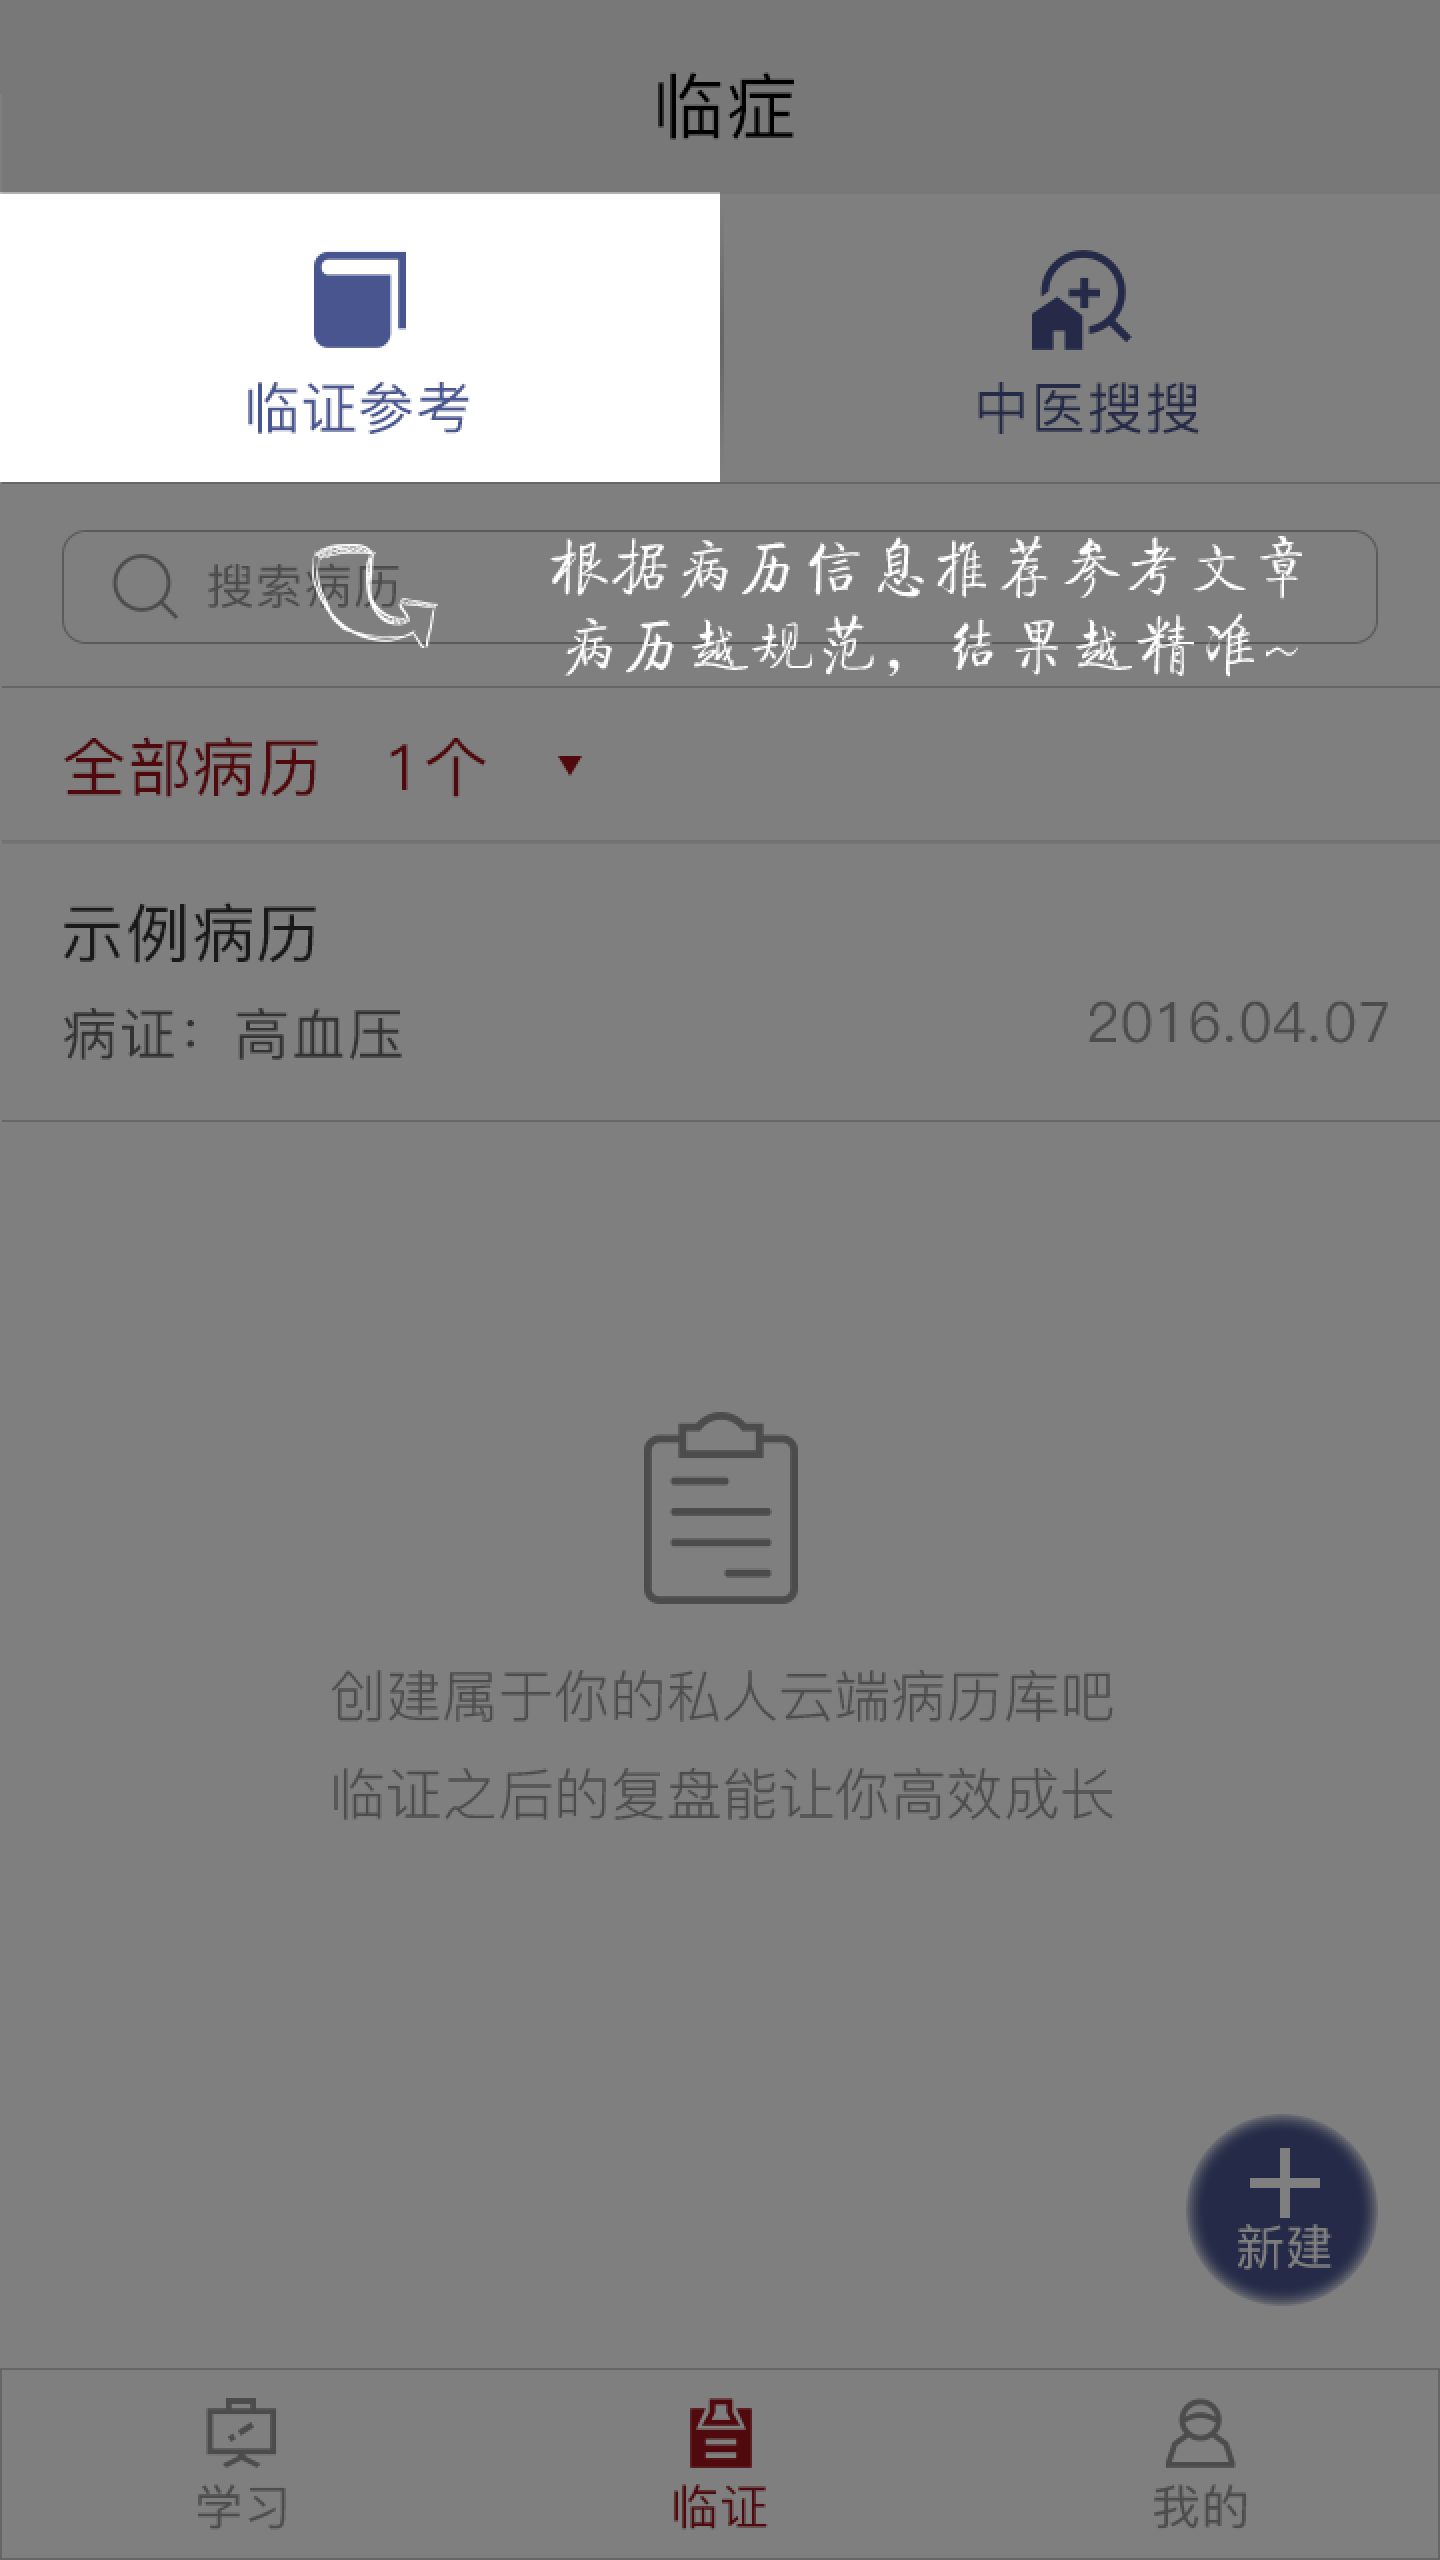 临症
临证参考
中医搜搜
搜索病历
根据病历信息推荐参考文章
病历越规范，结果越精准~
全部病历 1个
示例病历
病证：高血压
2016.04.07
创建属于你的私人云端病历库吧
临证之后的复盘能让你高效成长
新建
学习
临证
我的